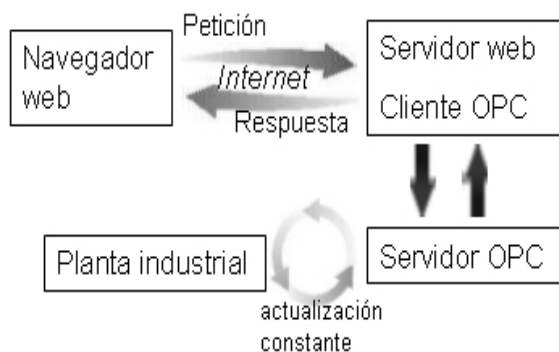 Petición
Navegador
web
Internet
Respuesta
Servidor web
Cliente OPC
Planta industrial
actualización
constante
Servidor OPC